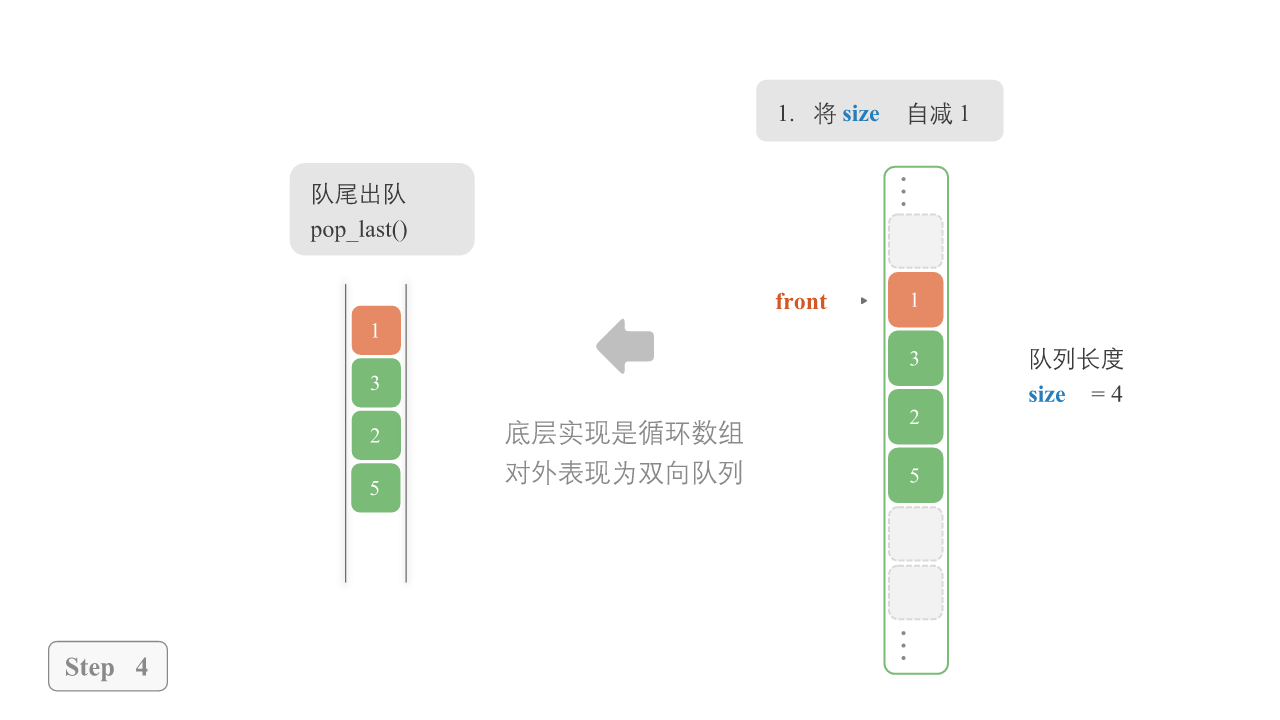 1. 将 size 自减 1
队尾出队
pop_last()
1
3
2
5
底层实现是循环数组
对外表现为双向队列
front
1
3
2
5
队列长度
size = 4
Step 4